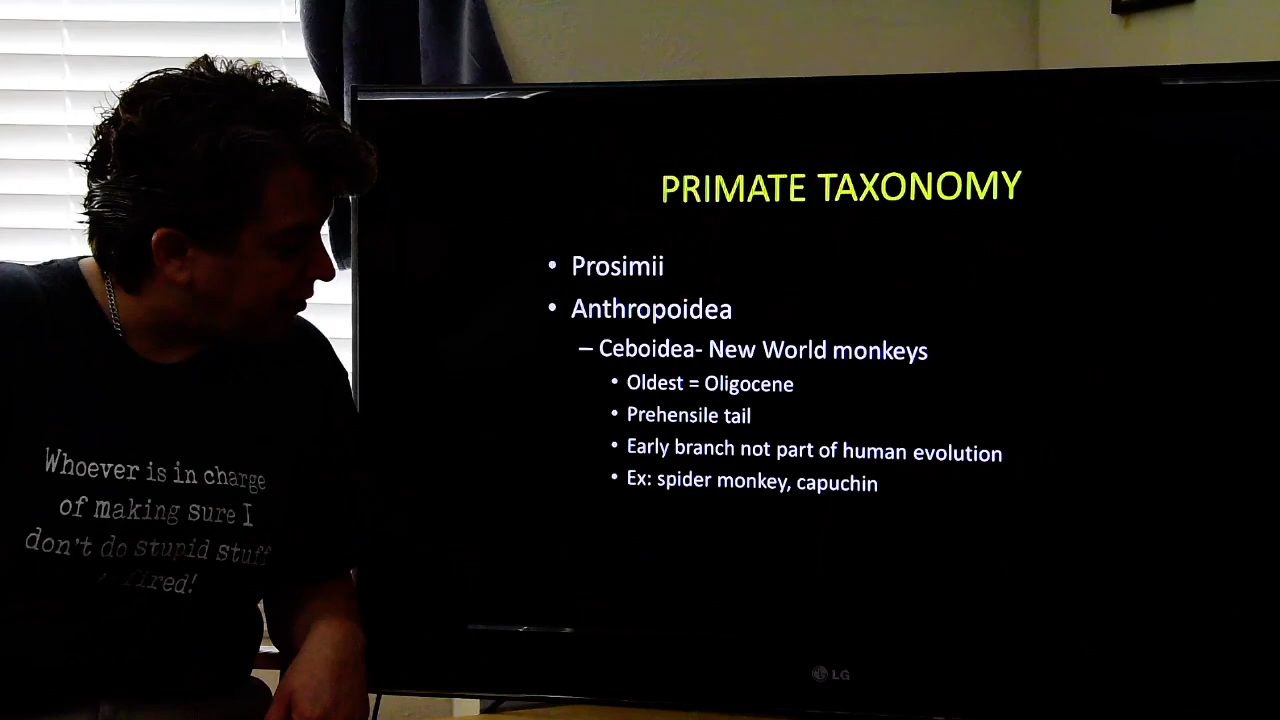 PRIMATE TAXONOMY
• Prosimii
• Anthropoidea
– Ceboidea- New World monkeys
• Oldest = Oligocene
• Prehensile tail
• Early branch not part of human evolution
• Ex: spider monkey, capuchin
Whoever is in charge
of making sure I
don't do stupid stuff
fired!
LG